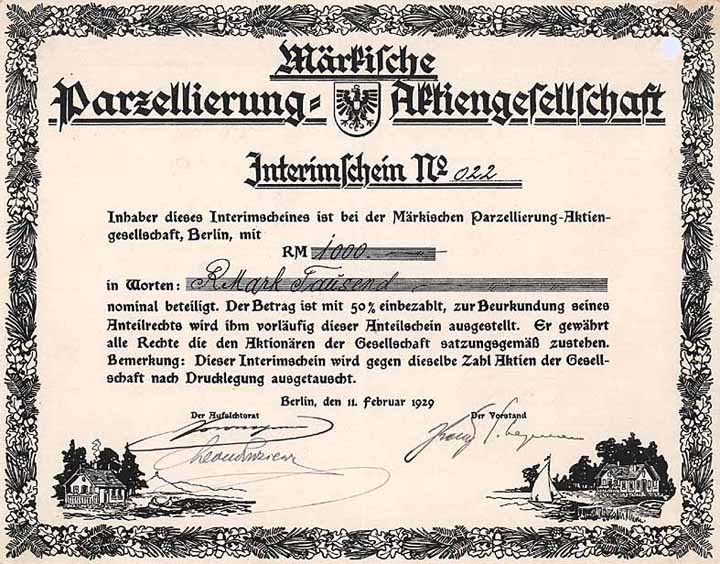 Märkische
Parzellierung= Aktiengesellschaft
Interimschein No 022
Inhaber dieses Interimscheines ist bei der Märkischen Parzellierung-Aktien-
gesellschaft, Berlin, mit
RM 1000.
in Worten: RMark Tausend
nominal beteiligt. Der Betrag ist mit 50% einbezahlt, zur Beurkundung seines
Anteilrechts wird ihm vorläufig dieser Anteilschein ausgestellt. Er gewährt
alle Rechte die den Aktionären der Gesellschaft satzungsgemäß zustehen.
Bemerkung: Dieser Interimschein wird gegen dieselbe Zahl Aktien der Gesell-
schaft nach Drucklegung ausgetauscht.
Berlin, den 11. Februar 1929
Der Aufsichtsrat Der Vorstand